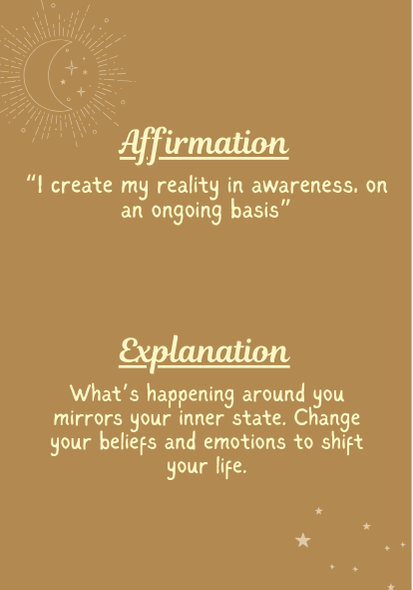 Affirmation
“I create my reality in awareness, on
an ongoing basis”
Explanation
What's happening around you
mirrors your inner state. Change
your beliefs and emotions to shift
your life.